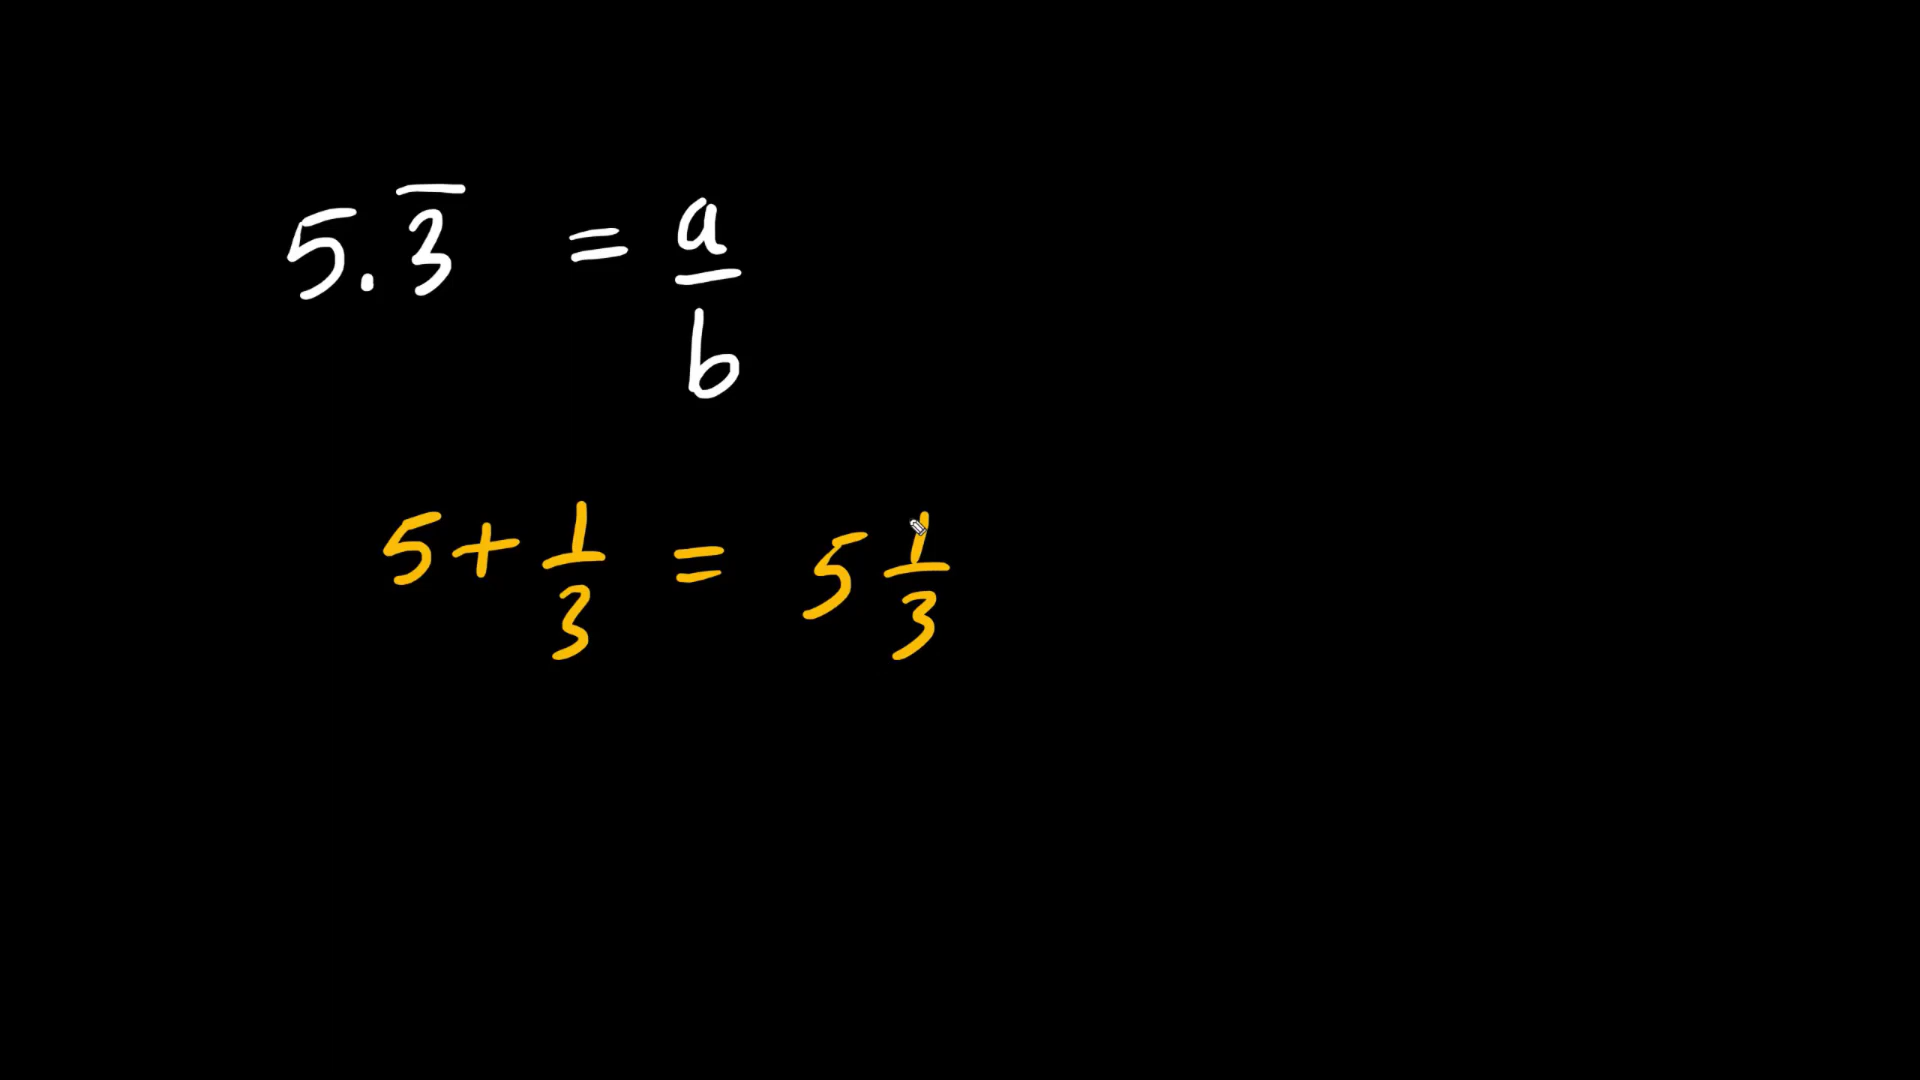 5.3̅ = a/b
5 + 1/3 = 5 1/3